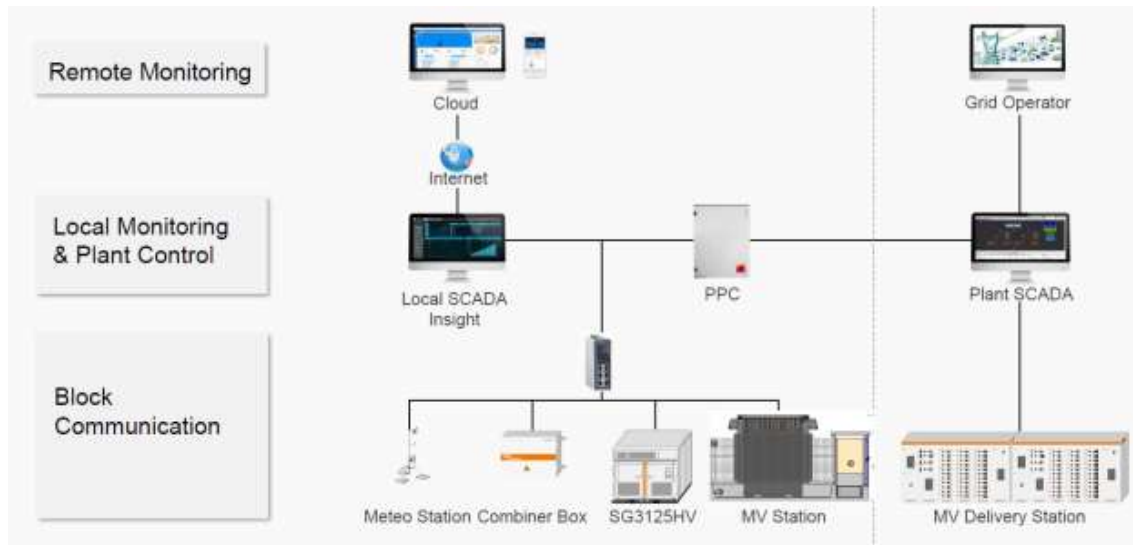 Remote Monitoring
Cloud
Grid Operator
Internet
Local Monitoring
& Plant Control
Local SCADA
Insight
PPC
Plant SCADA
Block
Communication
Meteo Station
Combiner Box
SG3125HV
MV Station
MV Delivery Station